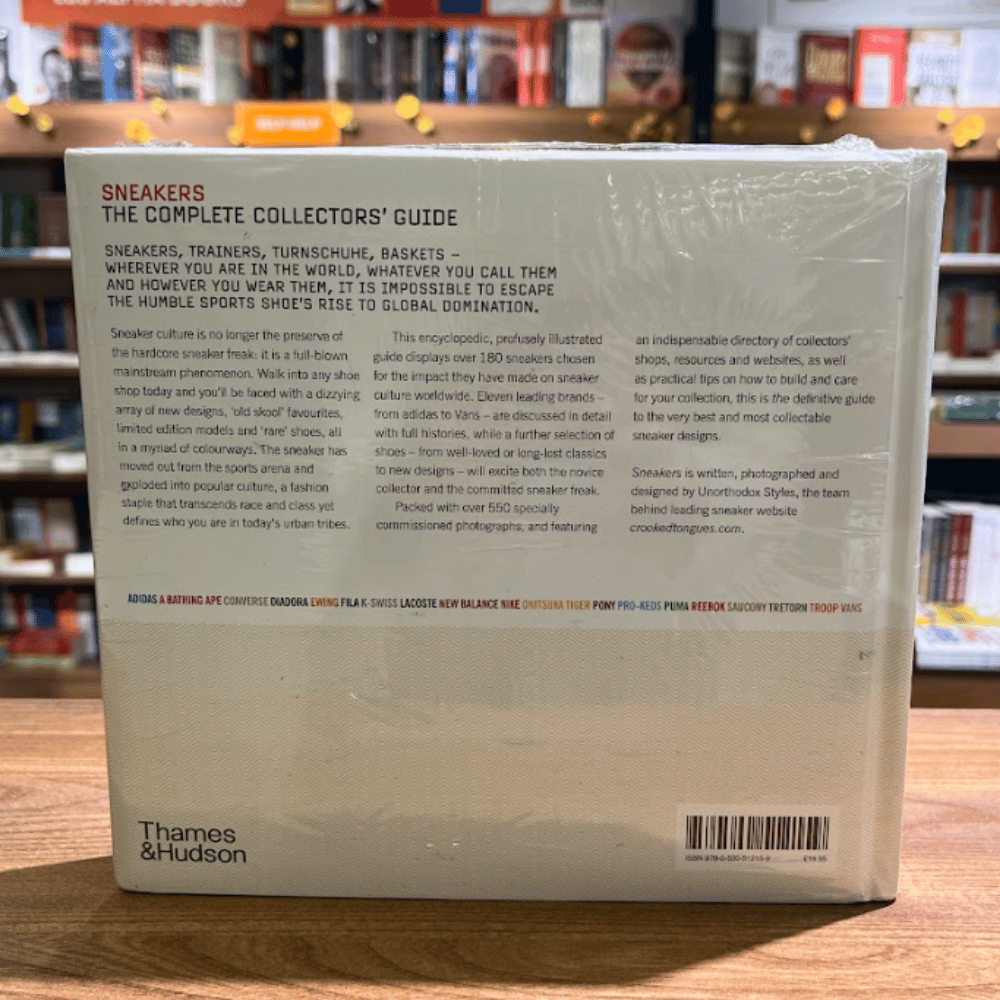 SELF HELP
SNEAKERS
THE COMPLETE COLLECTORS' GUIDE
SNEAKERS, TRAINERS, TURNSCHUHE, BASKETS –
WHEREVER YOU ARE IN THE WORLD, WHATEVER YOU CALL THEM
AND HOWEVER YOU WEAR THEM, IT IS IMPOSSIBLE TO ESCAPE
THE HUMBLE SPORTS SHOE'S RISE TO GLOBAL DOMINATION.
Sneaker culture is no longer the preserve of
the hardcore sneaker freak: it is a full-blown
mainstream phenomenon. Walk into any shoe
shop today and you'll be faced with a dizzying
array of new designs, 'old skool' favourites,
limited edition models and 'rare' shoes, all
in a myriad of colourways. The sneaker has
moved out from the sports arena and
exploded into popular culture, a fashion
staple that transcends race and class yet
defines who you are in today's urban tribes.
This encyclopedic, profusely illustrated
guide displays over 180 sneakers chosen
for the impact they have made on sneaker
culture worldwide. Eleven leading brands –
from adidas to Vans – are discussed in detail
with full histories, while a further selection of
shoes – from well-loved or long-lost classics
to new designs – will excite both the novice
collector and the committed sneaker freak.
Packed with over 550 specially
commissioned photographs, and featuring
an indispensable directory of collectors'
shops, resources and websites, as well
as practical tips on how to build and care
for your collection, this is the definitive guide
to the very best and most collectable
sneaker designs.
Sneakers is written, photographed and
designed by Unorthodox Styles, the team
behind leading sneaker website
crookedtongues.com.
ADIDAS A BATHING APE CONVERSE DIADORA EWING FILA K-SWISS LACOSTE NEW BALANCE NIKE ONITSUKA TIGER PONY PRO-KEDS PUMA REEBOK SAUCONY TRETORN TROOP VANS
Thames
&Hudson
ISBN 978-0-500-51215-9 £19.95